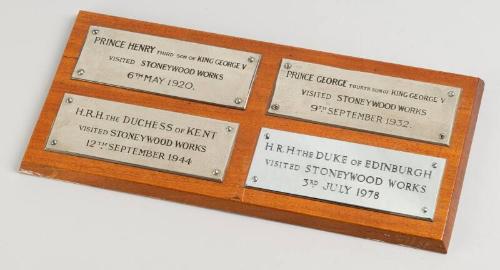 PRINCE HENRY THIRD SON OF KING GEORGE V
VISITED STONEYWOOD WORKS
6TH MAY 1920.
PRINCE GEORGE FOURTH SON OF KING GEORGE V
VISITED STONEYWOOD WORKS
9TH SEPTEMBER 1932.
H.R.H. THE DUCHESS OF KENT
VISITED STONEYWOOD WORKS
12TH SEPTEMBER 1944
H.R.H THE DUKE OF EDINBURGH
VISITED STONEYWOOD WORKS
3RD JULY 1978